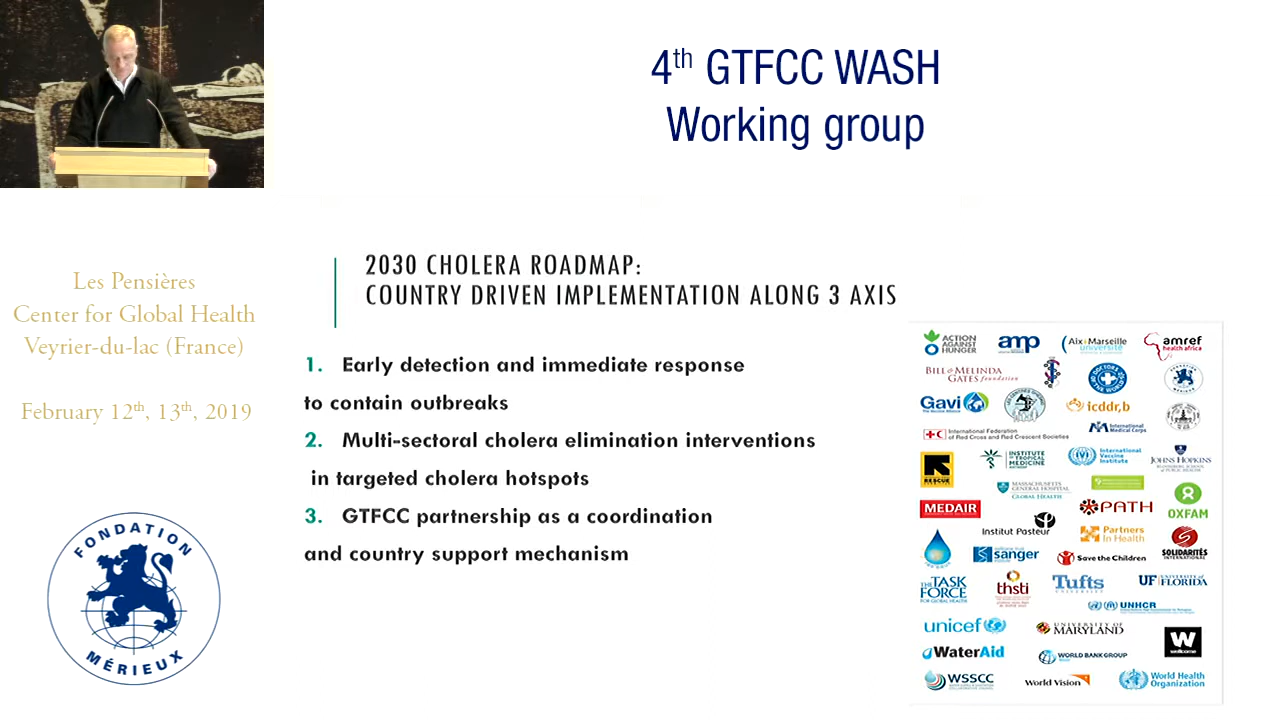 4th GTFCC WASH
Working group
Les Pensières
Center for Global Health
Veyrier-du-lac (France)
February 12th, 13th, 2019
FONDATION
MÉRIEUX
2030 CHOLERA ROADMAP:
COUNTRY DRIVEN IMPLEMENTATION ALONG 3 AXIS
1. Early detection and immediate response
to contain outbreaks
2. Multi-sectoral cholera elimination interventions
in targeted cholera hotspots
3. GTFCC partnership as a coordination
and country support mechanism
ACTION
AGAINST
HUNGER
amp
Aix*Marseille
université
amref
health africa
BILL & MELINDA
GATES foundation
DOCTORS
OF THE
WORLD
Gavi
icddr,b
International
Medical Corps
International Federation
of Red Cross and Red Crescent Societies
RESCUE
INSTITUTE
OF TROPICAL
MEDICINE
International
Vaccine
Institute
JOHNS HOPKINS
MASSACHUSETTS
GENERAL HOSPITAL
GLOBAL HEALTH
MEDAIR
PATH
OXFAM
Institut Pasteur
Partners
In Health
sanger
Save the Children
SOLIDARITÉS
INTERNATIONAL
THE TASK
FORCE
FOR GLOBAL HEALTH
thsti
Tufts
UNIVERSITY
UF UNIVERSITY of
FLORIDA
UNHCR
unicef
UNIVERSITY OF
MARYLAND
W
wellcome
WaterAid
WORLD BANK GROUP
WSSCC
World Vision
World Health
Organization